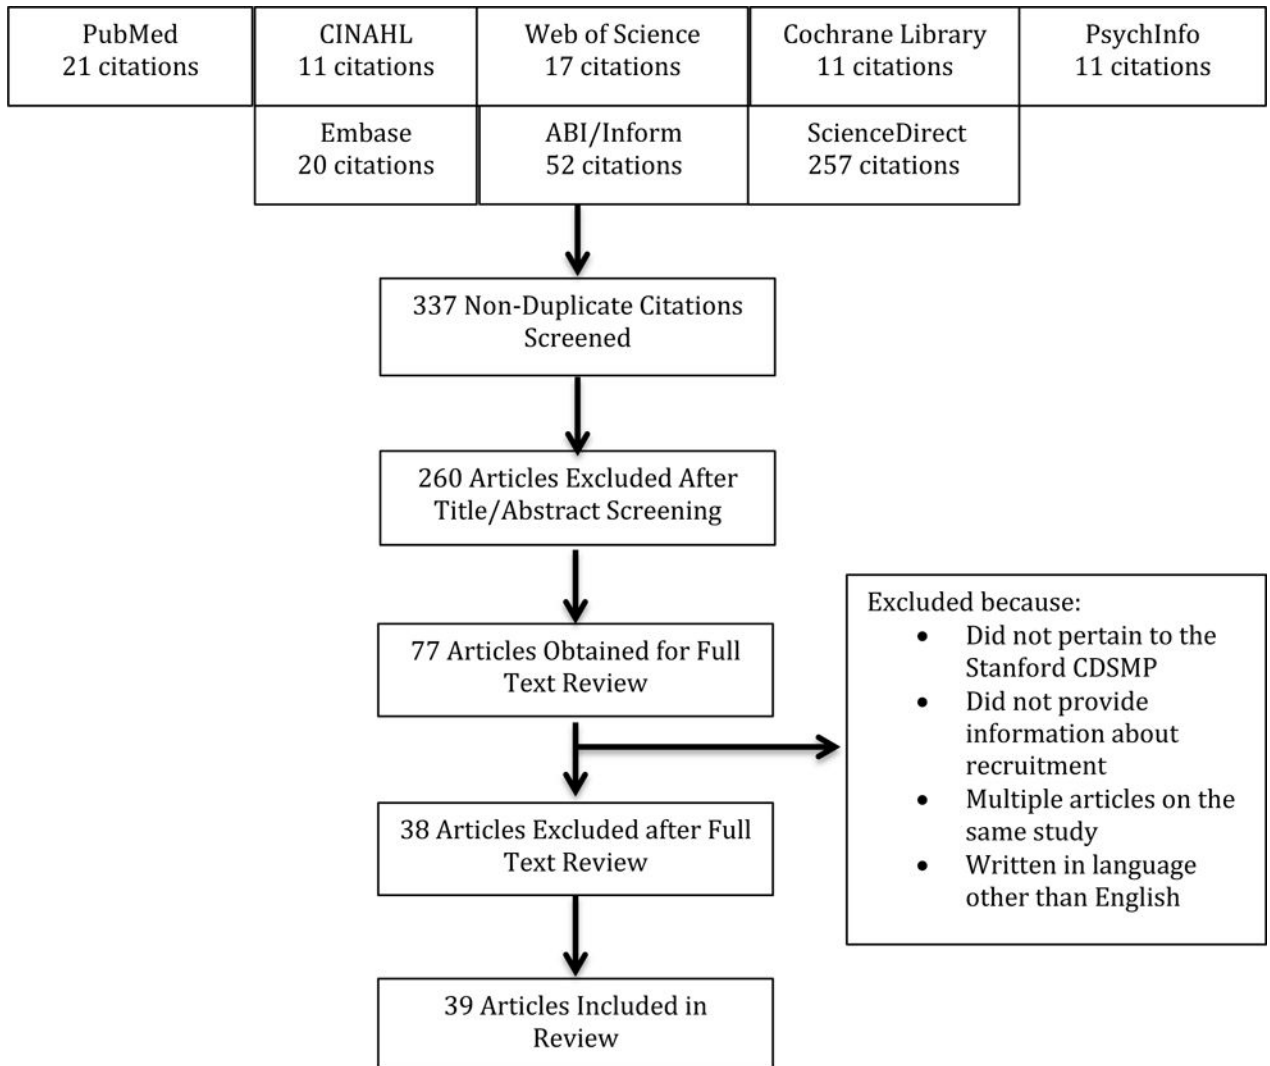 PubMed
21 citations
CINAHL
11 citations
Web of Science
17 citations
Cochrane Library
11 citations
PsychInfo
11 citations
Embase
20 citations
ABI/Inform
52 citations
ScienceDirect
257 citations
337 Non-Duplicate Citations
Screened
260 Articles Excluded After
Title/Abstract Screening
77 Articles Obtained for Full
Text Review
Excluded because:
• Did not pertain to the
Stanford CDSMP
• Did not provide
information about
recruitment
• Multiple articles on the
same study
• Written in language
other than English
38 Articles Excluded after Full
Text Review
39 Articles Included in
Review